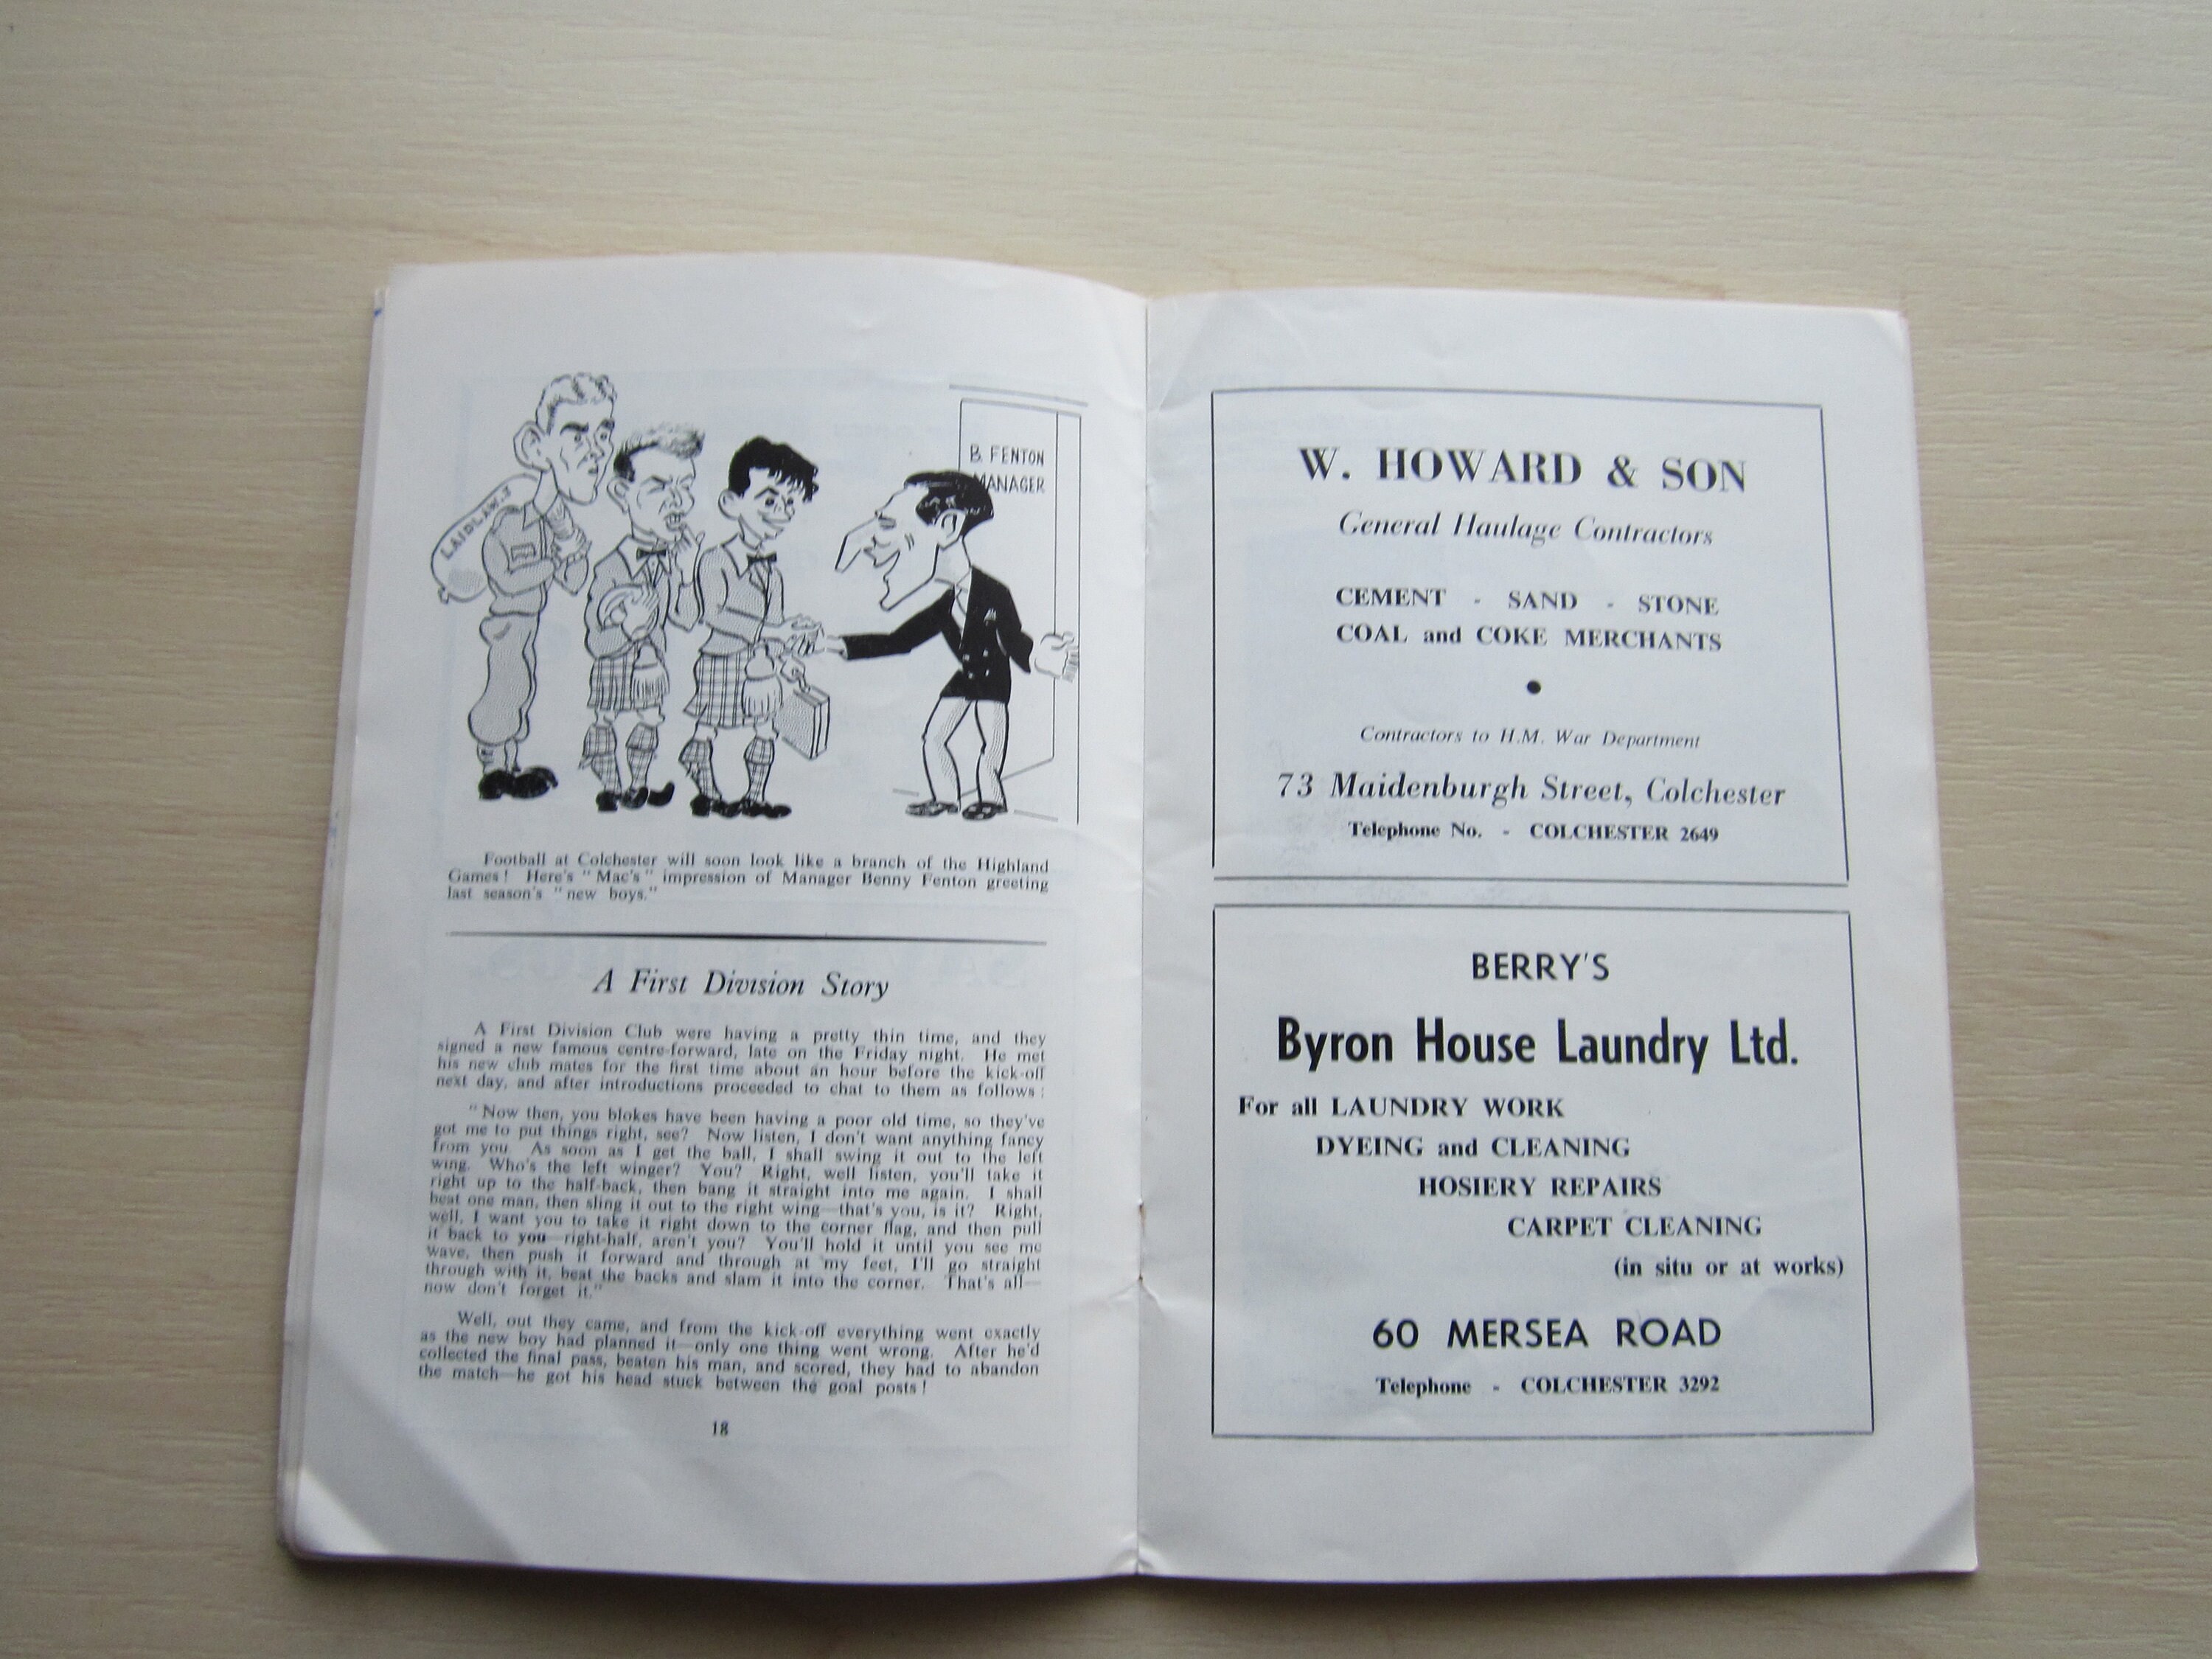 LAIDLAW. J
B. FENTON
MANAGER
Football at Colchester will soon look like a branch of the Highland
Games! Here's "Mac's" impression of Manager Benny Fenton greeting
last season's "new boys."
A First Division Story
A First Division Club were having a pretty thin time, and they
signed a new famous centre-forward, late on the Friday night. He met
his new club mates for the first time about an hour before the kick-off
next day, and after introductions proceeded to chat to them as follows:
"Now then, you blokes have been having a poor old time, so they've
got me to put things right, see? Now listen, I don't want anything fancy
from you. As soon as I get the ball, I shall swing it out to the left
wing. Who's the left winger? You? Right, well listen, you'll take it
right up to the half-back, then bang it straight into me again. I shall
beat one man, then sling it out to the right wing—that's you, is it? Right,
well, I want you to take it right down to the corner flag, and then pull
it back to you—right-half, aren't you? You'll hold it until you see me
wave, then push it forward and through at my feet, I'll go straight
through with it, beat the backs and slam it into the corner. That's all—
now don't forget it."
Well, out they came, and from the kick-off everything went exactly
as the new boy had planned it—only one thing went wrong. After he'd
collected the final pass, beaten his man, and scored, they had to abandon
the match—he got his head stuck between the goal posts!
18
W. HOWARD & SON
General Haulage Contractors
CEMENT - SAND - STONE
COAL and COKE MERCHANTS
Contractors to H.M. War Department
73 Maidenburgh Street, Colchester
Telephone No. - COLCHESTER 2649
BERRY'S
Byron House Laundry Ltd.
For all LAUNDRY WORK
DYEING and CLEANING
HOSIERY REPAIRS
CARPET CLEANING
(in situ or at works)
60 MERSEA ROAD
Telephone - COLCHESTER 3292